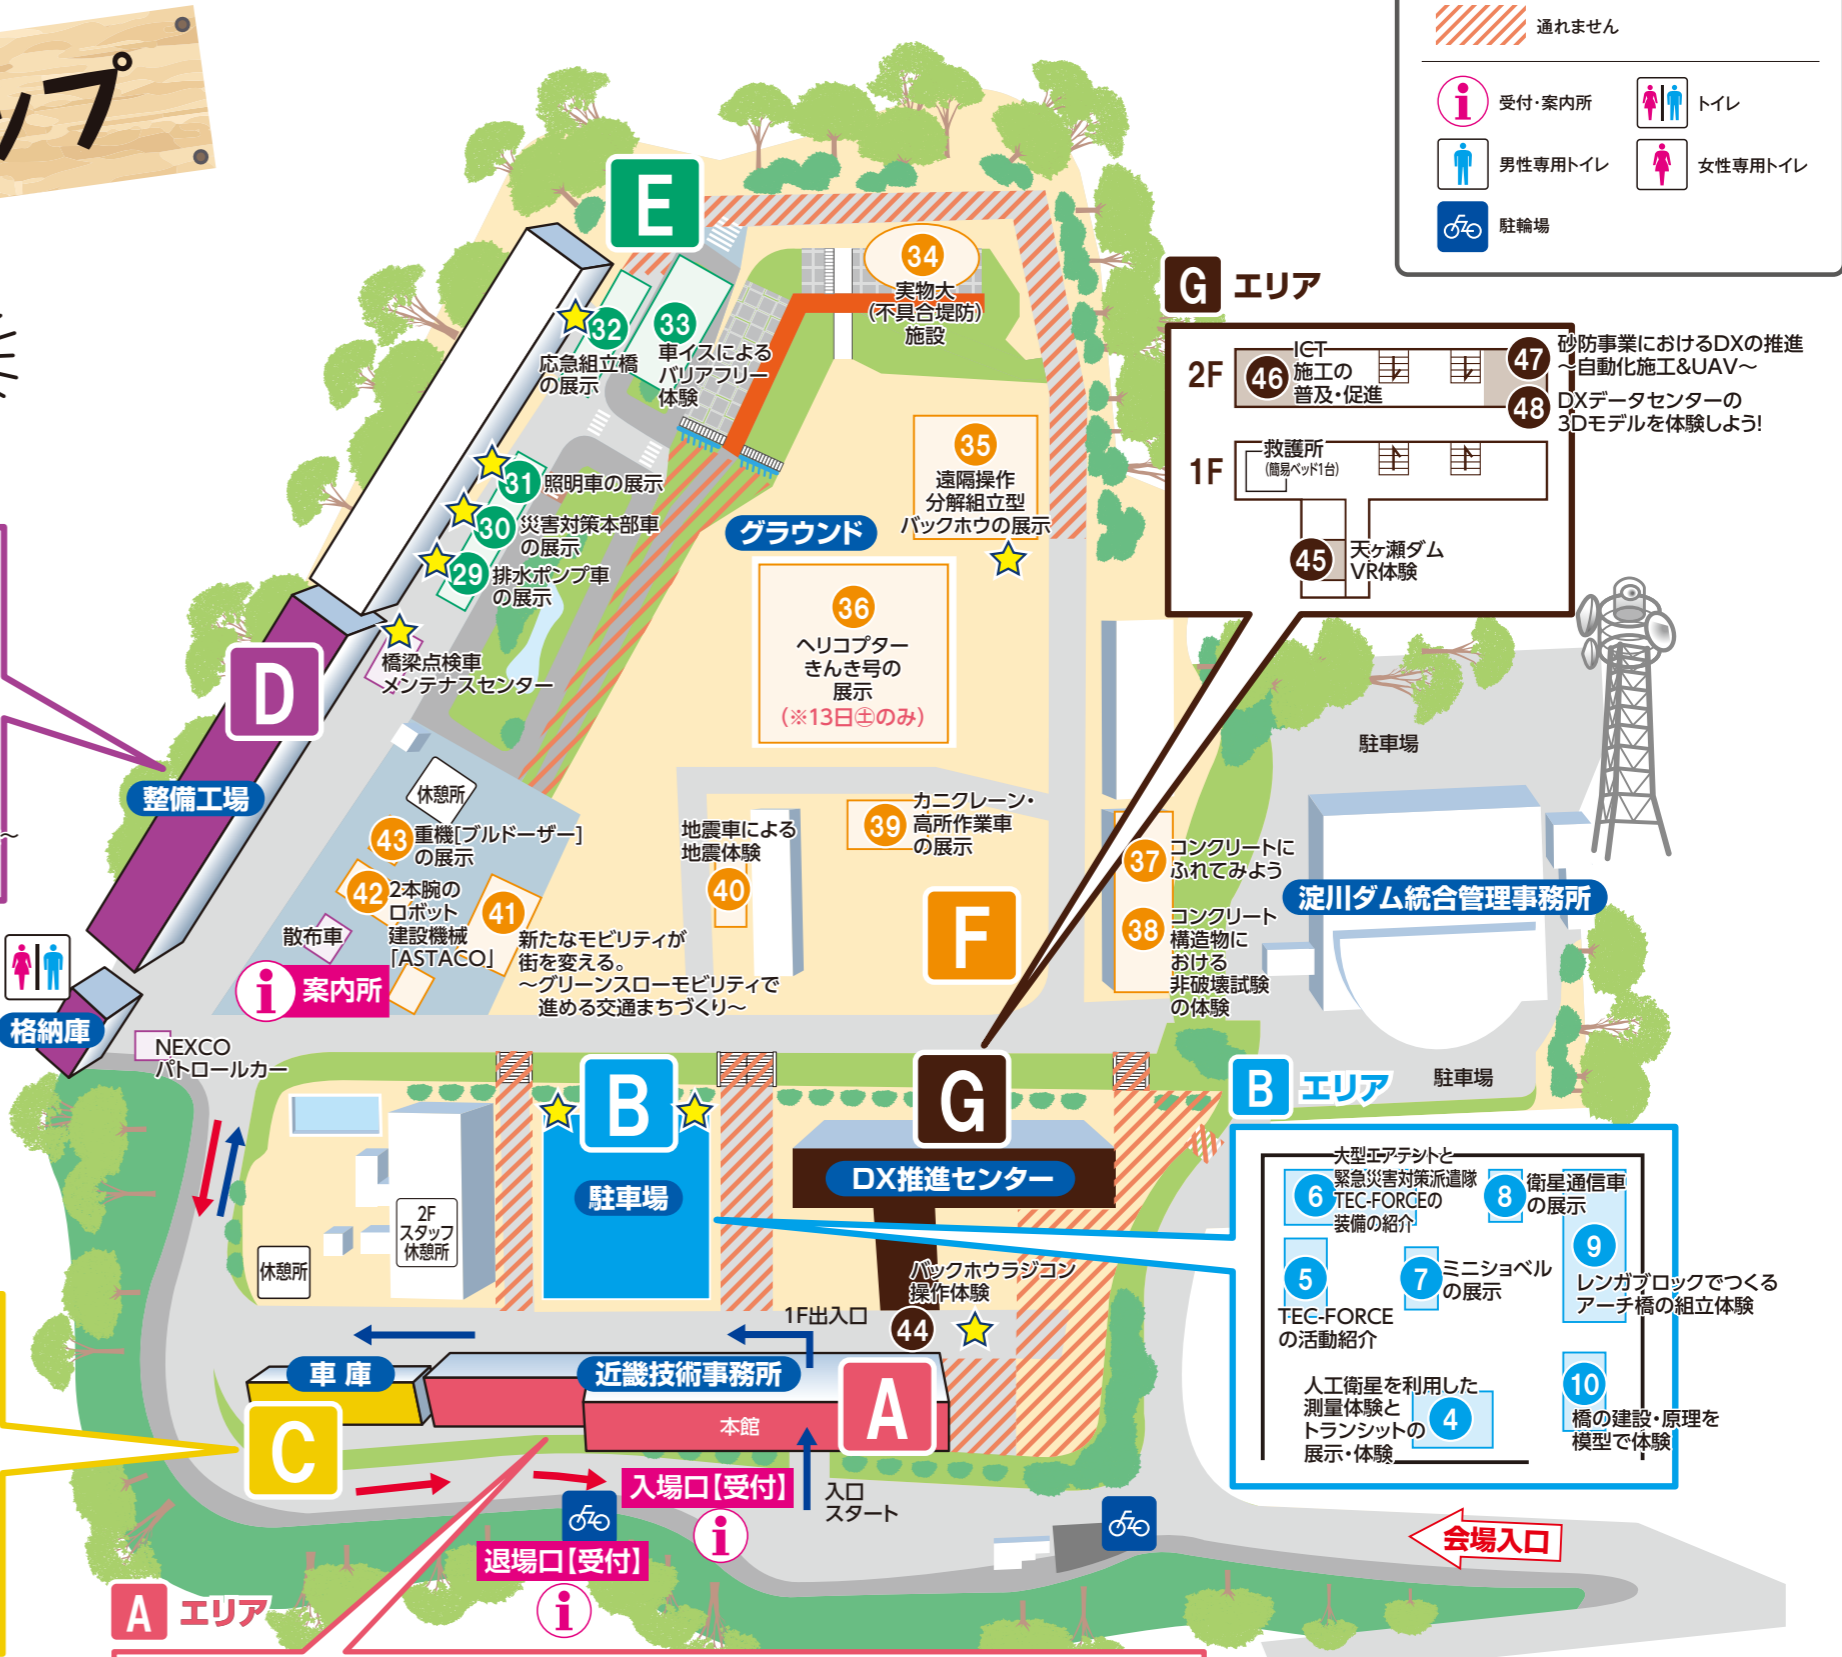 ップ
通れません
受付・案内所
トイレ
男性専用トイレ
女性専用トイレ
駐輪場
E
34
実物大
(不具合堤防)
施設
32
応急組立橋
の展示
33
車イスによる
バリアフリー
体験
31
照明車の展示
30
災害対策本部車
の展示
29
排水ポンプ車
の展示
35
遠隔操作
分解組立型
バックホウの展示
グラウンド
36
ヘリコプター
きんき号の
展示
(※13日㊏のみ)
G エリア
2F
46
ICT
施工の
普及・促進
47
砂防事業におけるDXの推進
～自動化施工&UAV～
48
DXデータセンターの
3Dモデルを体験しよう!
1F
救護所
(簡易ベッド1台)
45
天ヶ瀬ダム
VR体験
橋梁点検車
メンテナスセンター
D
整備工場
～
休憩所
43
重機[ブルドーザー]
の展示
42
2本腕の
ロボット
建設機械
「ASTACO」
41
新たなモビリティが
街を変える。
～グリーンスローモビリティで
進める交通まちづくり～
散布車
案内所
地震車による
地震体験
40
39
カニクレーン・
高所作業車
の展示
F
37
コンクリートに
ふれてみよう
38
コンクリート
構造物に
おける
非破壊試験
の体験
駐車場
淀川ダム統合管理事務所
駐車場
格納庫
NEXCO
パトロールカー
B
駐車場
G
DX推進センター
2F
スタッフ
休憩所
休憩所
バックホウラジコン
操作体験
44
1F出入口
B エリア
6
大型エアテントと
緊急災害対策派遣隊
TEC-FORCEの
装備の紹介
8
衛星通信車
の展示
9
レンガブロックでつくる
アーチ橋の組立体験
5
TEC-FORCE
の活動紹介
7
ミニショベル
の展示
人工衛星を利用した
測量体験と
トランシットの
展示・体験
4
10
橋の建設・原理を
模型で体験
車庫
C
近畿技術事務所
本館
A
入場口【受付】
入口
スタート
退場口【受付】
会場入口
A エリア